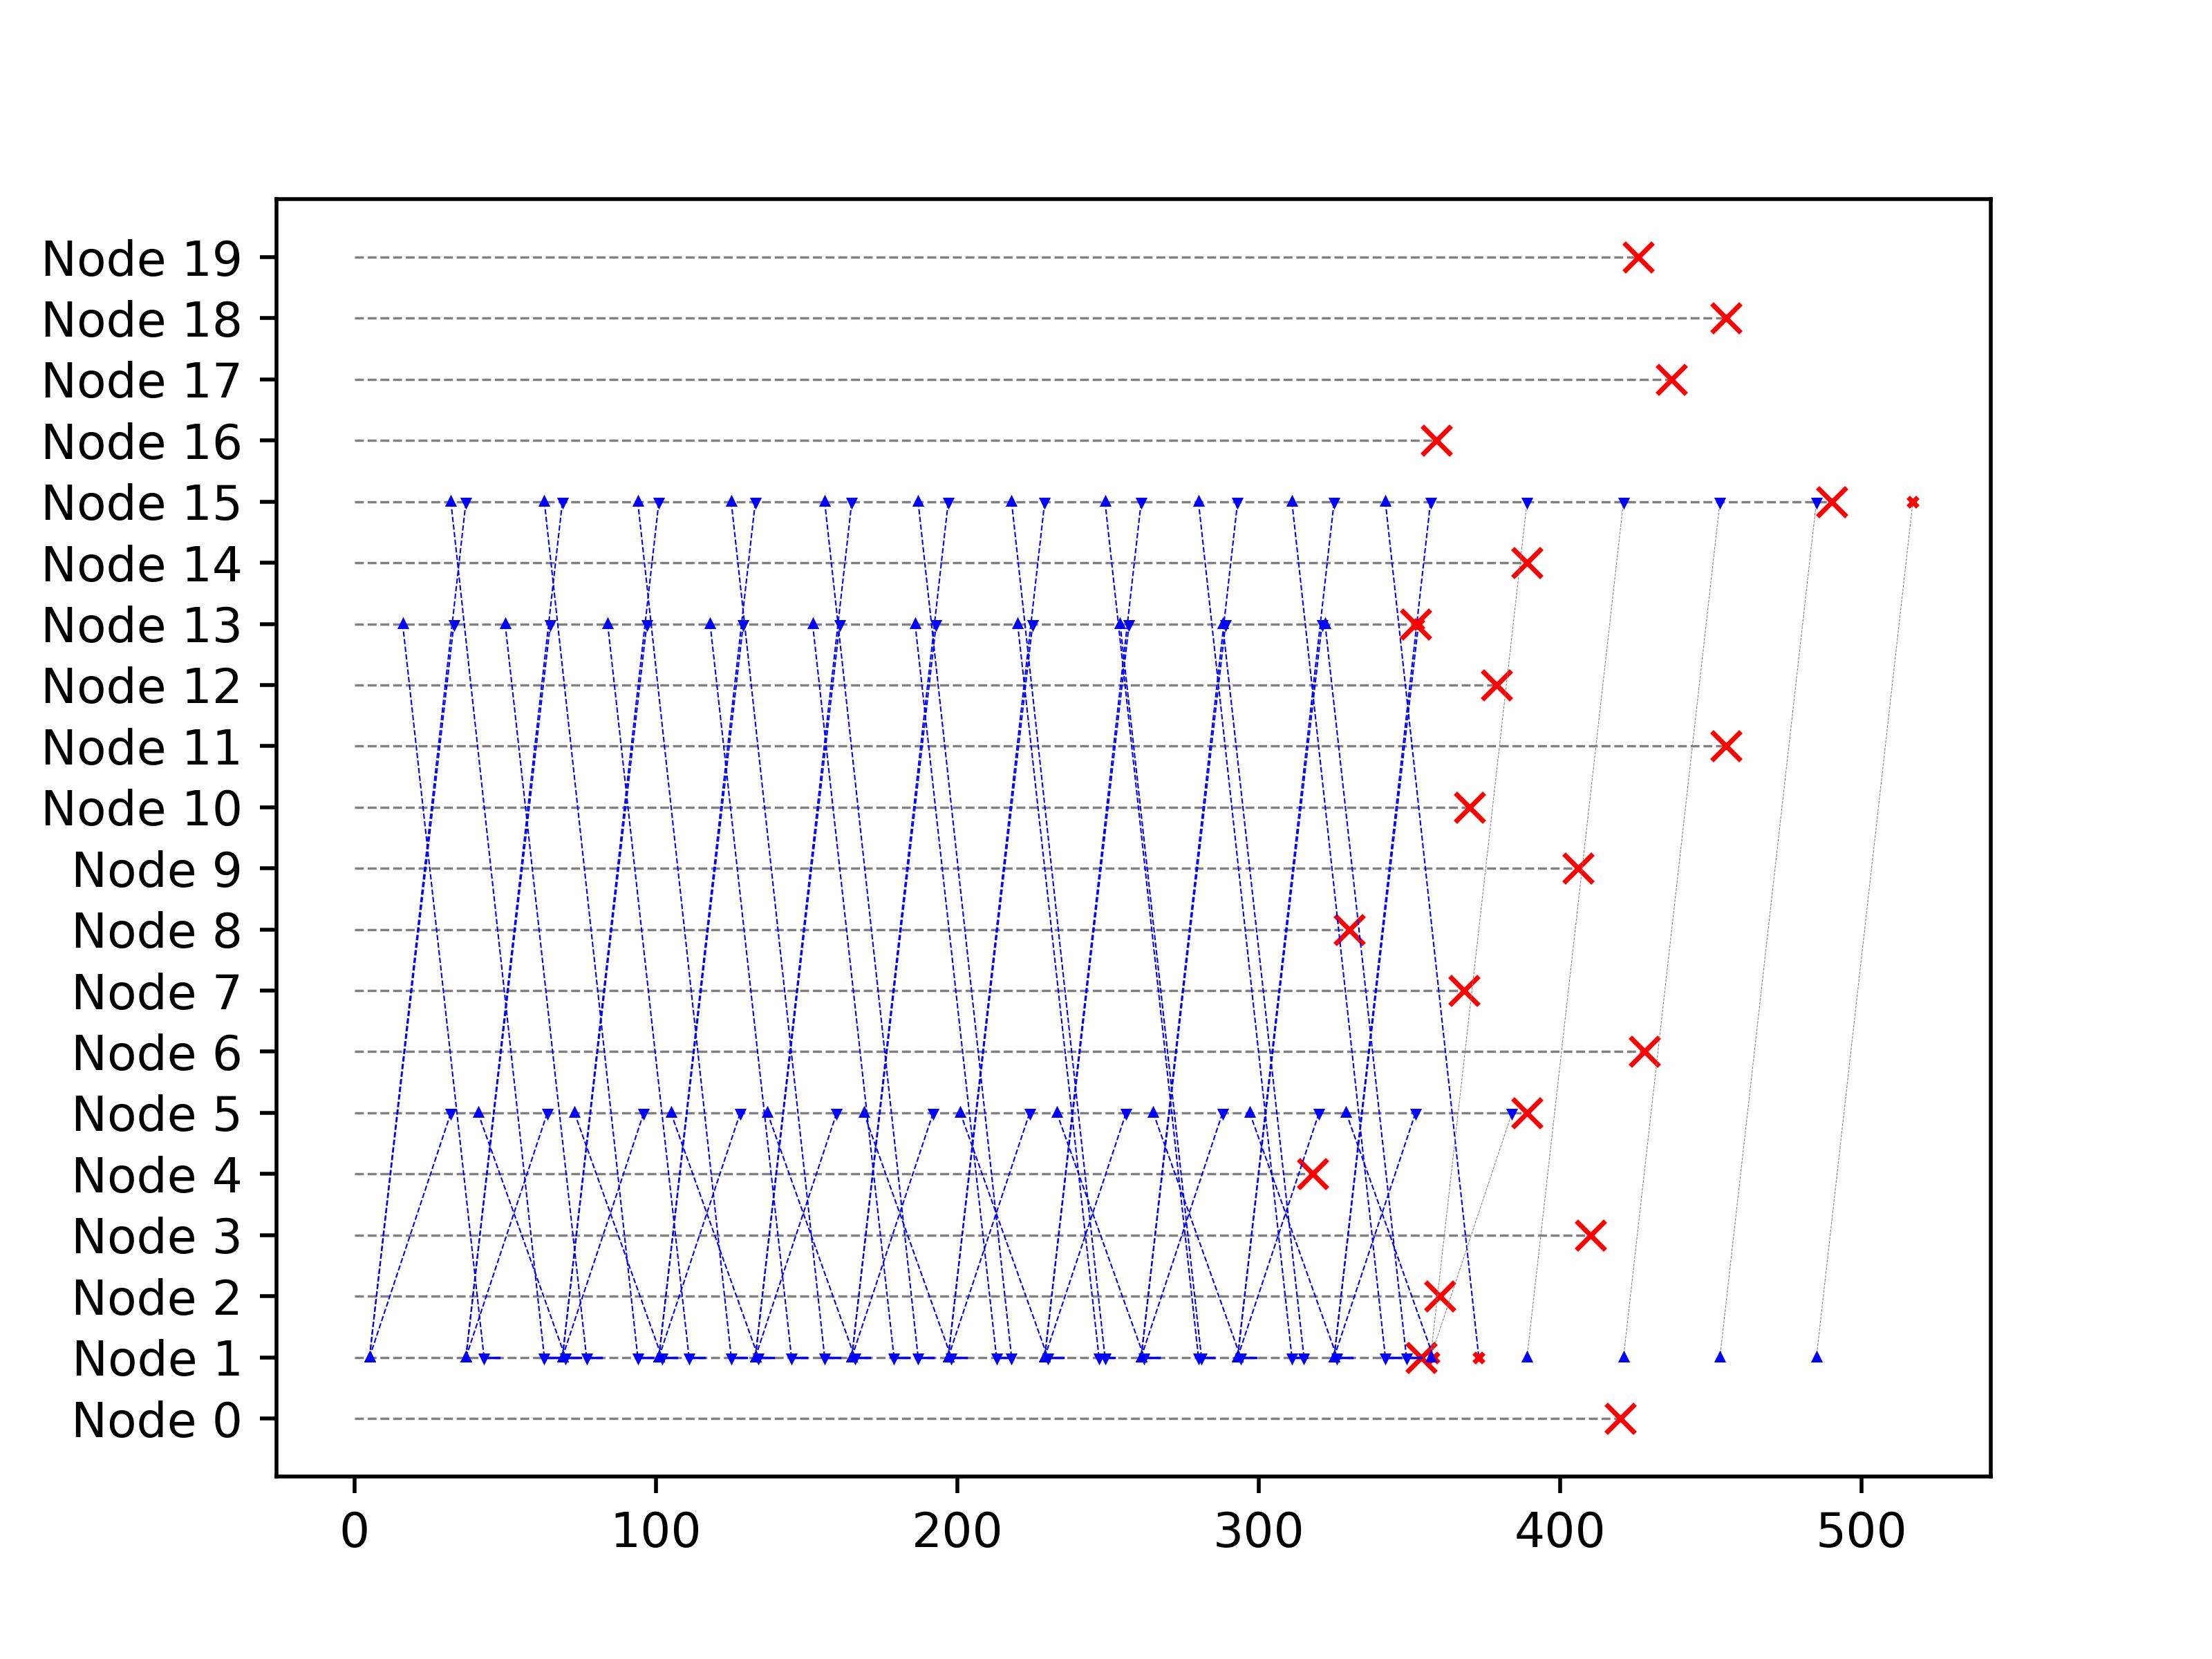 Node 19
Node 18
Node 17
Node 16
Node 15
Node 14
Node 13
Node 12
Node 11
Node 10
Node 9
Node 8
Node 7
Node 6
Node 5
Node 4
Node 3
Node 2
Node 1
Node 0
0 100 200 300 400 500